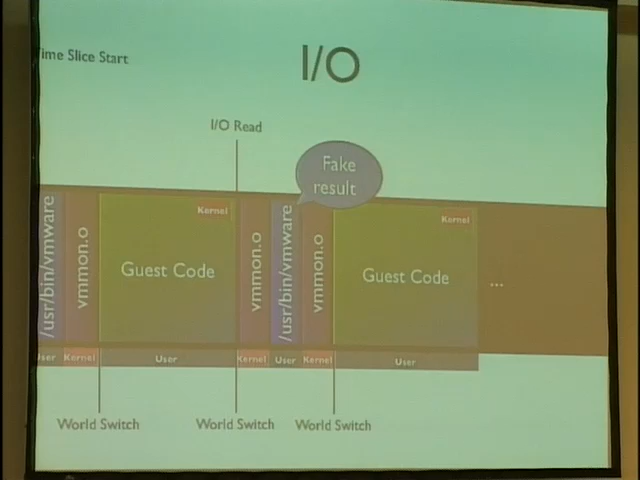 I/O
Time Slice Start
I/O Read
Fake
result
/usr/bin/vmware
vmmon.o
Kernel
Guest Code
vmmon.o
/usr/bin/vmware
vmmon.o
Kernel
Guest Code
...
User
Kernel
User
Kernel
User
Kernel
User
World Switch
World Switch
World Switch